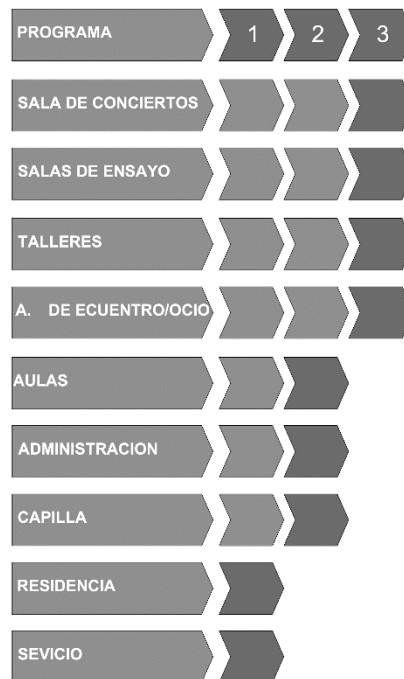 PROGRAMA 1 2 3
SALA DE CONCIERTOS
SALAS DE ENSAYO
TALLERES
A. DE ECUENTRO/OCIO
AULAS
ADMINISTRACION
CAPILLA
RESIDENCIA
SEVICIO